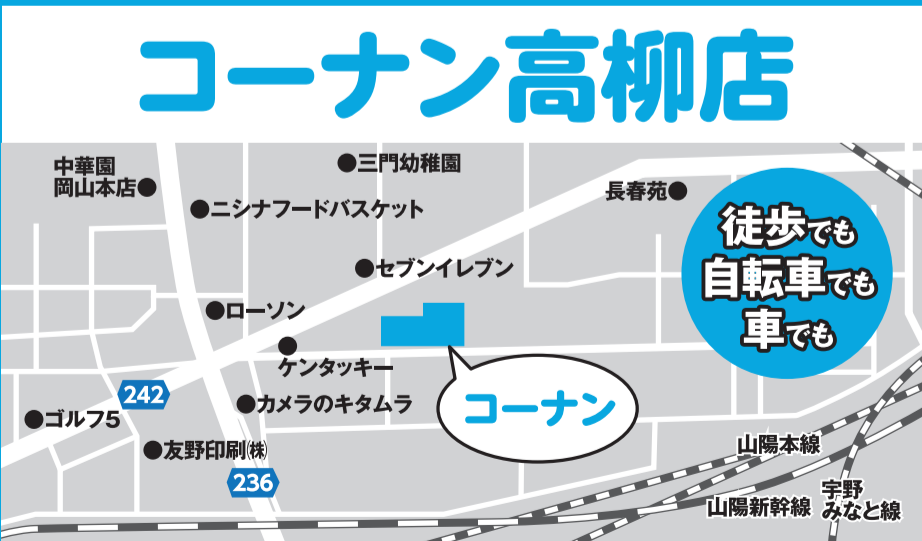 コーナン高柳店
中華園
岡山本店
三門幼稚園
長春苑
ニシナフードバスケット
徒歩でも
自転車でも
車でも
セブンイレブン
ローソン
ケンタッキー
242
カメラのキタムラ
コーナン
ゴルフ5
友野印刷㈱
236
山陽本線
山陽新幹線
宇野
みなと線